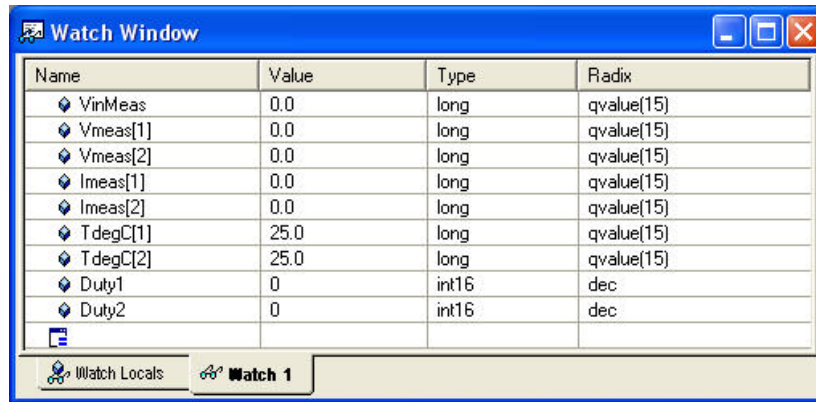 Watch Window
Name Value Type Radix
VinMeas 0.0 long qvalue(15)
Vmeas[1] 0.0 long qvalue(15)
Vmeas[2] 0.0 long qvalue(15)
Imeas[1] 0.0 long qvalue(15)
Imeas[2] 0.0 long qvalue(15)
TdegC[1] 25.0 long qvalue(15)
TdegC[2] 25.0 long qvalue(15)
Duty1 0 int16 dec
Duty2 0 int16 dec
Watch Locals Watch 1